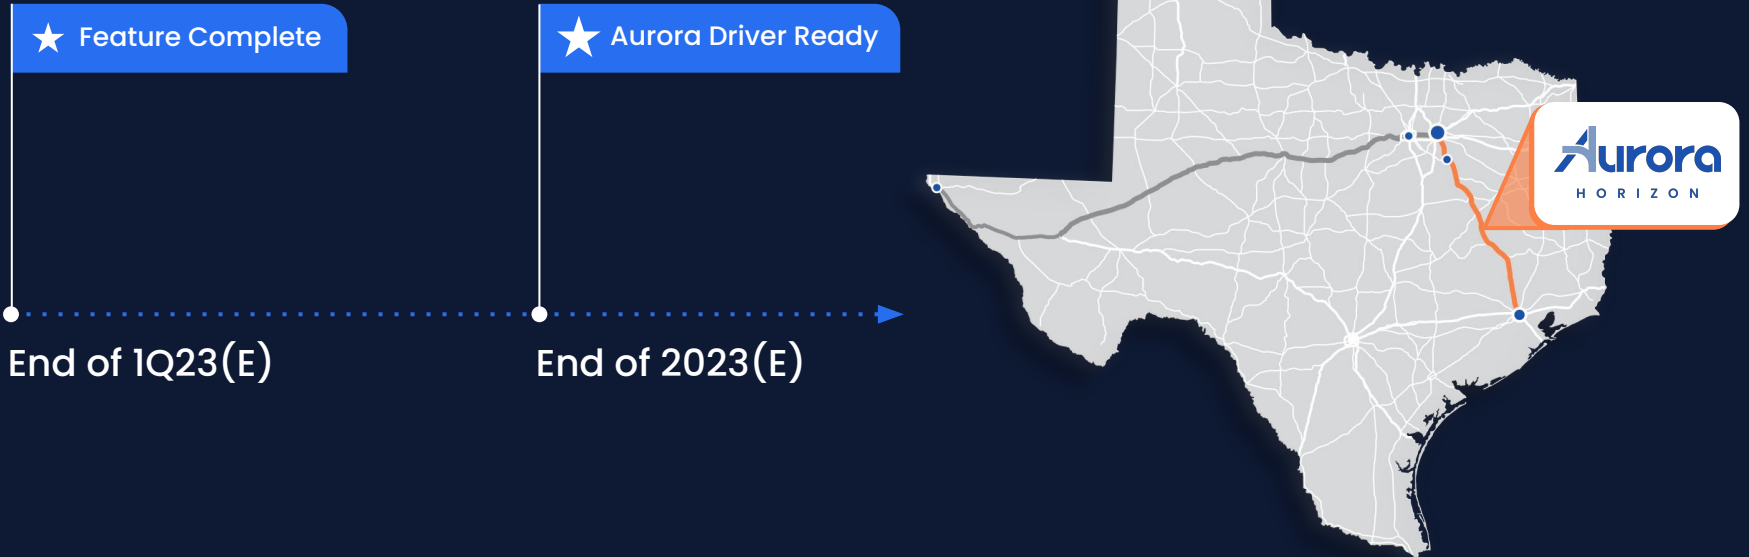 Feature Complete
Aurora Driver Ready
End of 1Q23(E)
End of 2023(E)
Aurora
HORIZON